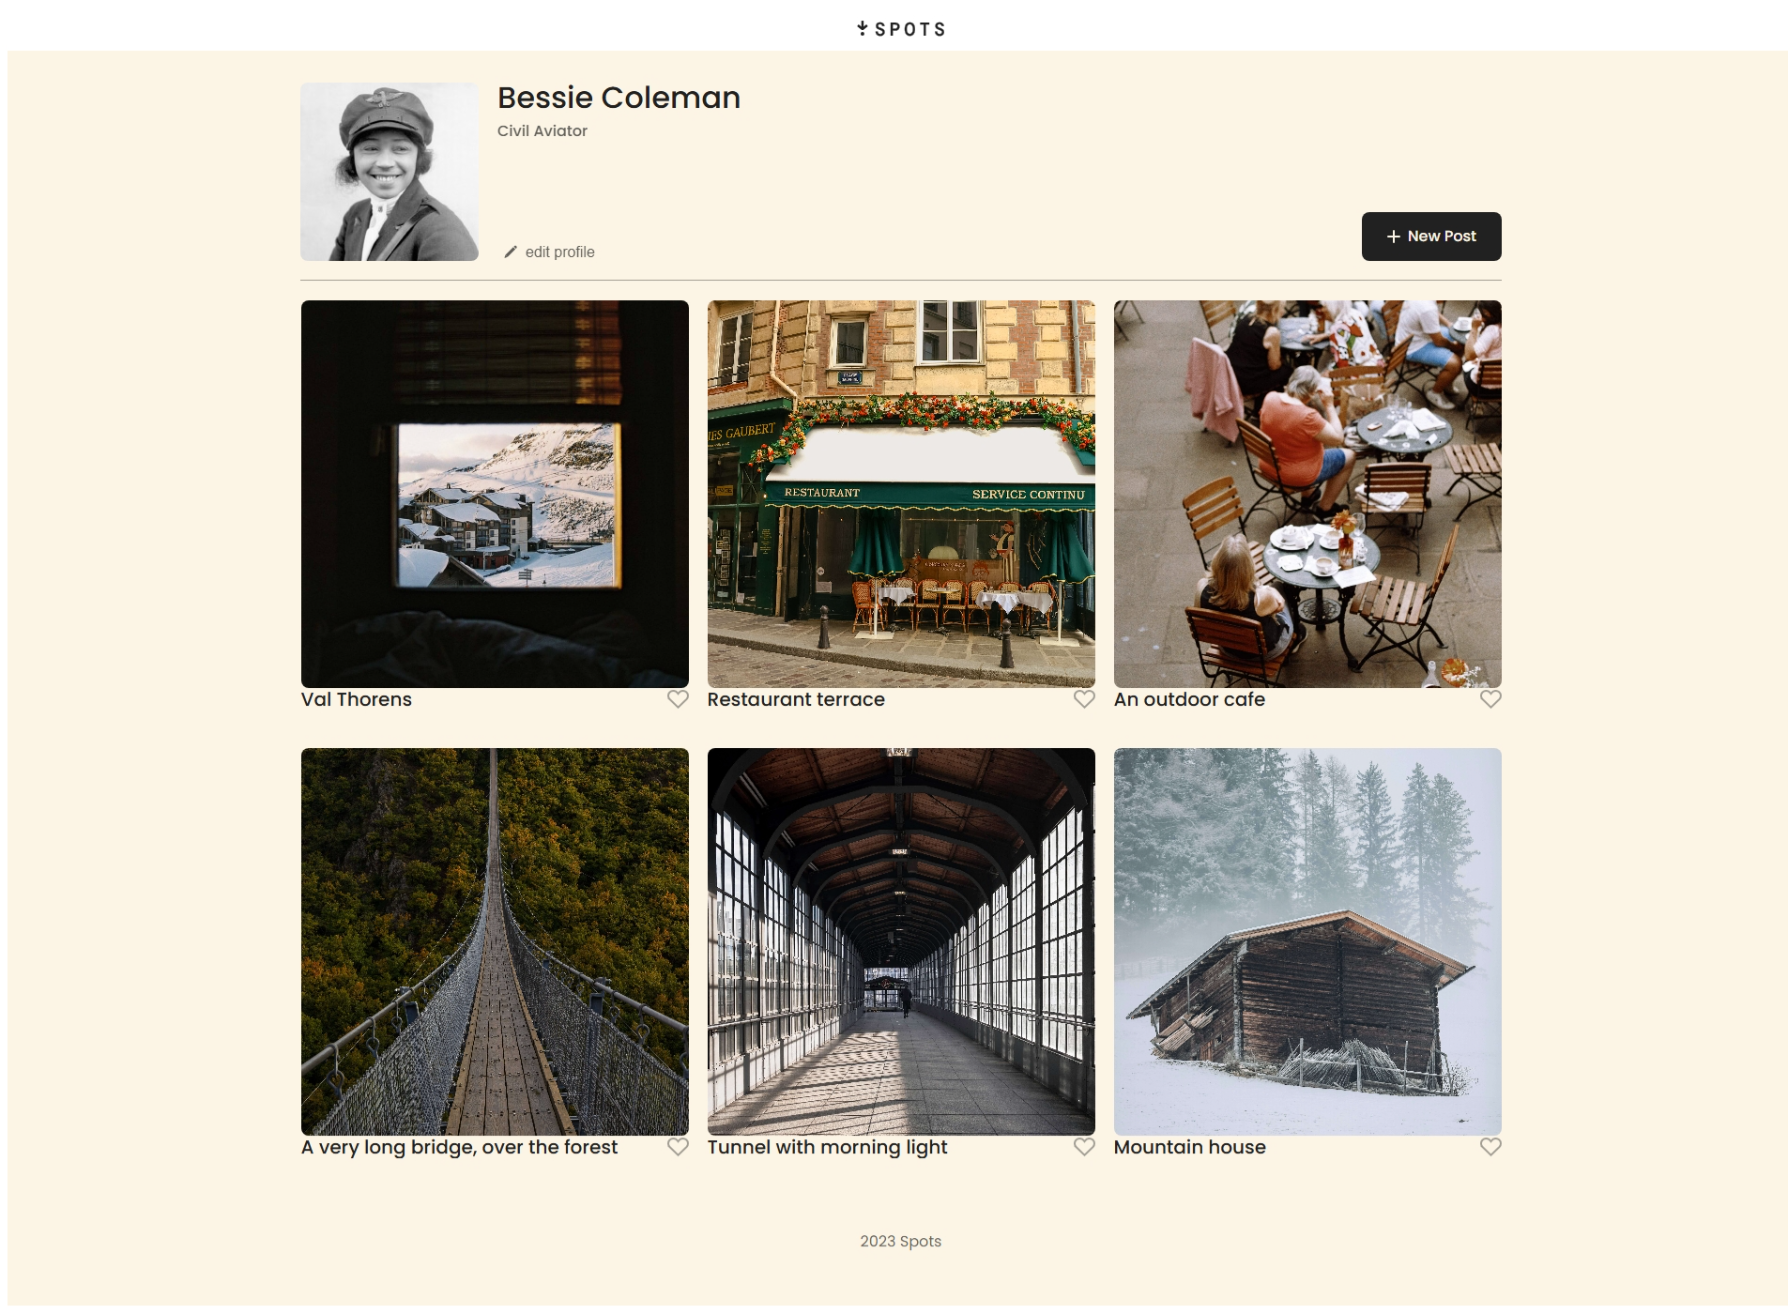 SPOTS
Bessie Coleman
Civil Aviator
edit profile
+ New Post
IES GAUBERT
RESTAURANT
SERVICE CONTINU
Val Thorens
Restaurant terrace
An outdoor cafe
A very long bridge, over the forest
Tunnel with morning light
Mountain house
2023 Spots